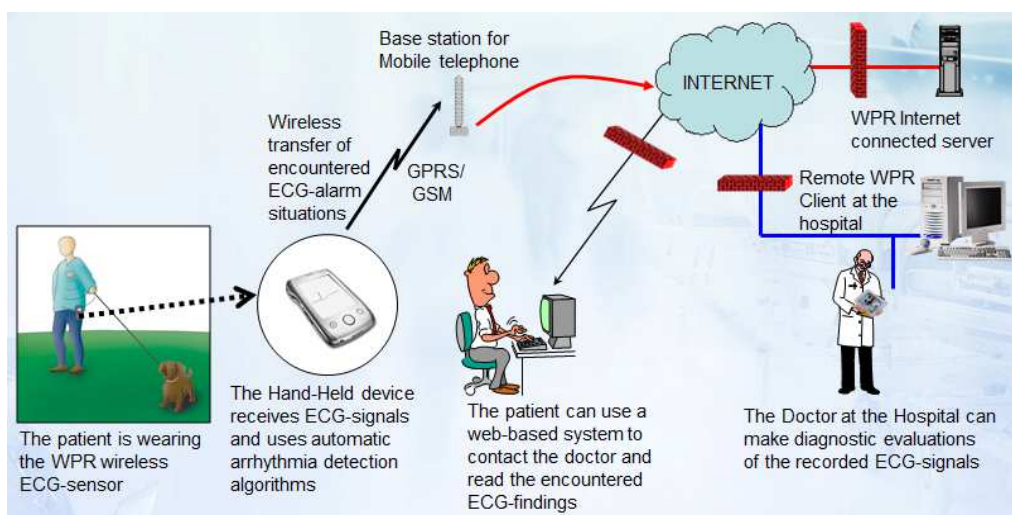 Base station for
Mobile telephone
INTERNET
WPR Internet
connected server
Wireless
transfer of
encountered
ECG-alarm
situations
GPRS/
GSM
Remote WPR
Client at the
hospital
The patient is wearing
the WPR wireless
ECG-sensor
The Hand-Held device
receives ECG-signals
and uses automatic
arrhythmia detection
algorithms
The patient can use a
web-based system to
contact the doctor and
read the encountered
ECG-findings
The Doctor at the Hospital can
make diagnostic evaluations
of the recorded ECG-signals